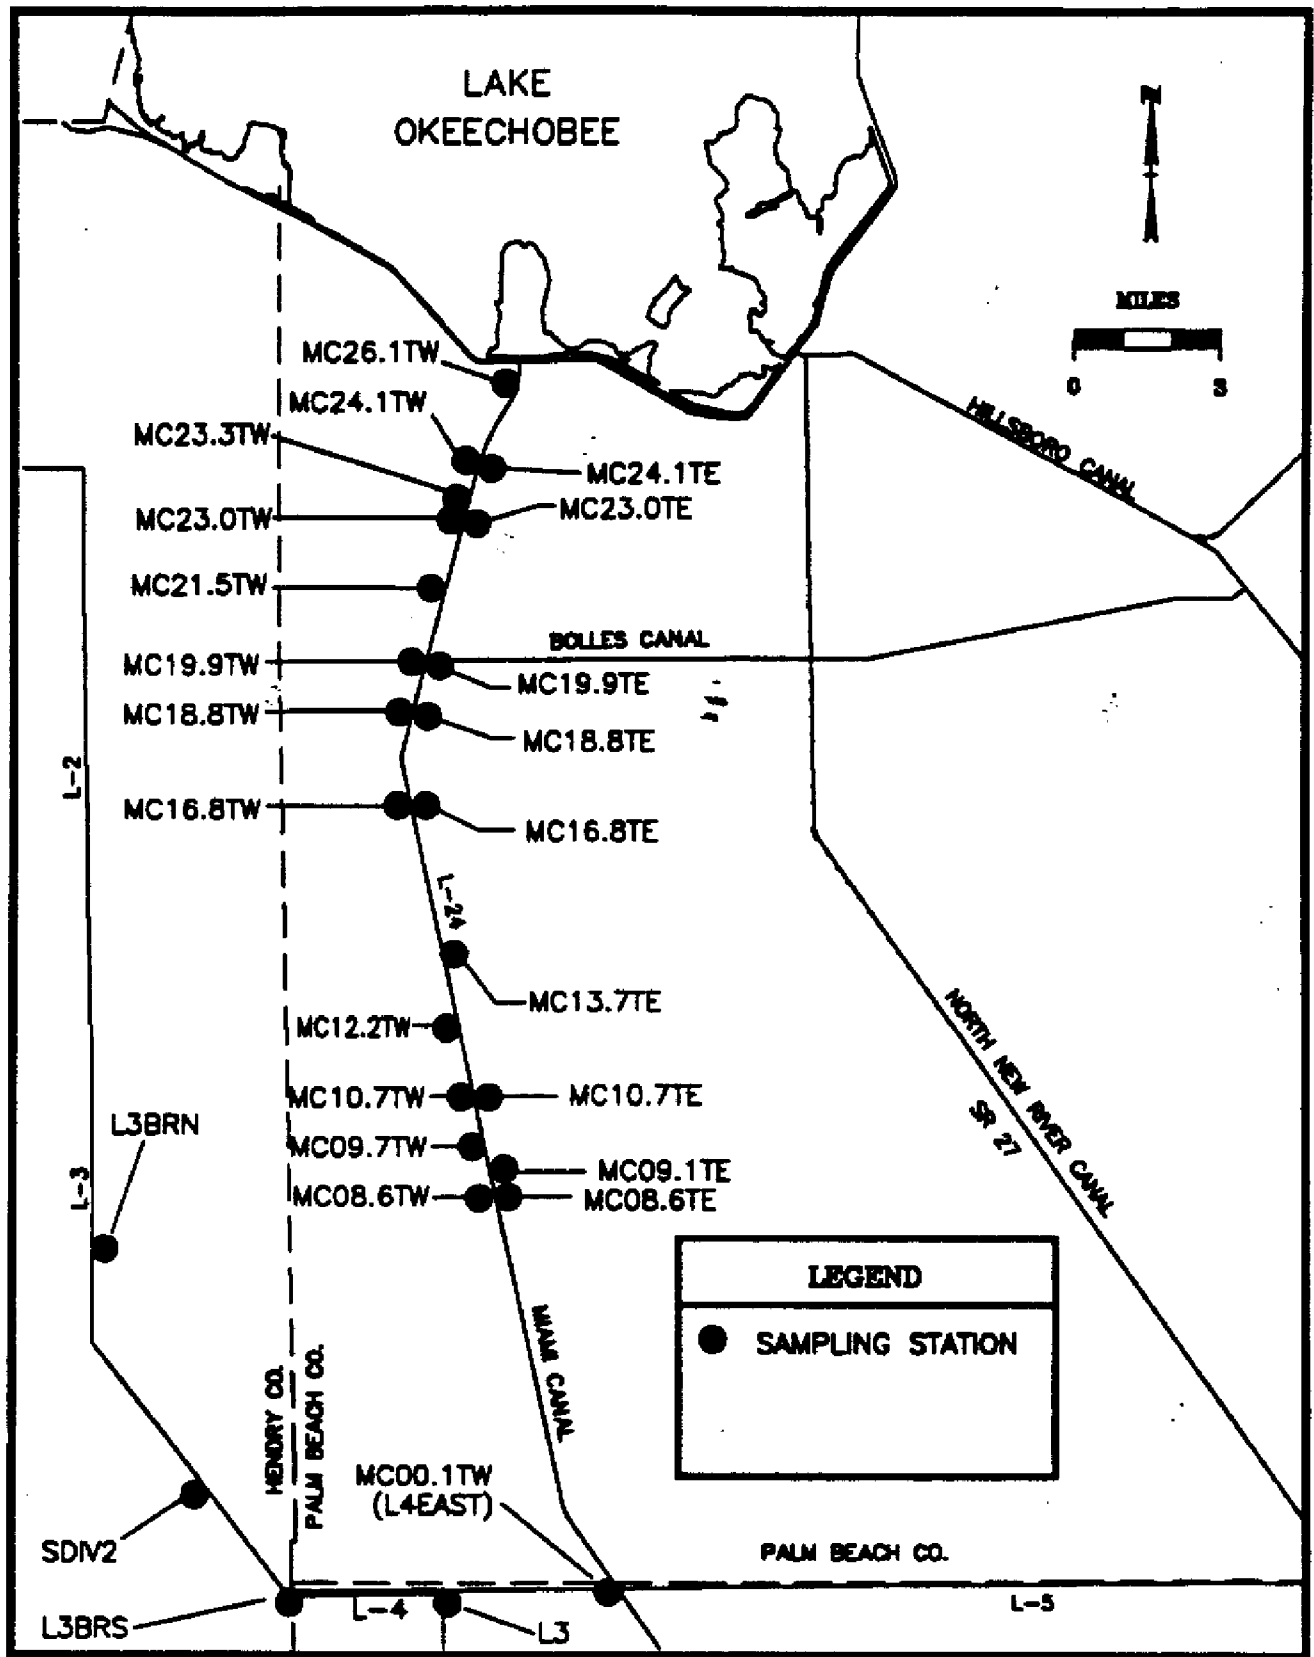 LAKE
OKEECHOBEE
N
MILES
0 3
MC26.1TW
MC24.1TW
MC23.3TW
HILLSBORO CANAL
MC24.1TE
MC23.0TW
MC23.0TE
MC21.5TW
BOLLES CANAL
MC19.9TW
MC19.9TE
MC18.8TW
MC18.8TE
L-2
MC16.8TW
MC16.8TE
L-24
MC13.7TE
MC12.2TW
NORTH NEW RIVER CANAL
SR 27
MC10.7TW
MC10.7TE
L3BRN
MC09.7TW
MC09.1TE
L-3
MC08.6TW
MC08.6TE
LEGEND
SAMPLING STATION
MIAMI CANAL
HENDRY CO.
PALM BEACH CO.
MC00.1TW
(L4EAST)
SDIV2
PALM BEACH CO.
L-4
L-5
L3BRS
L3